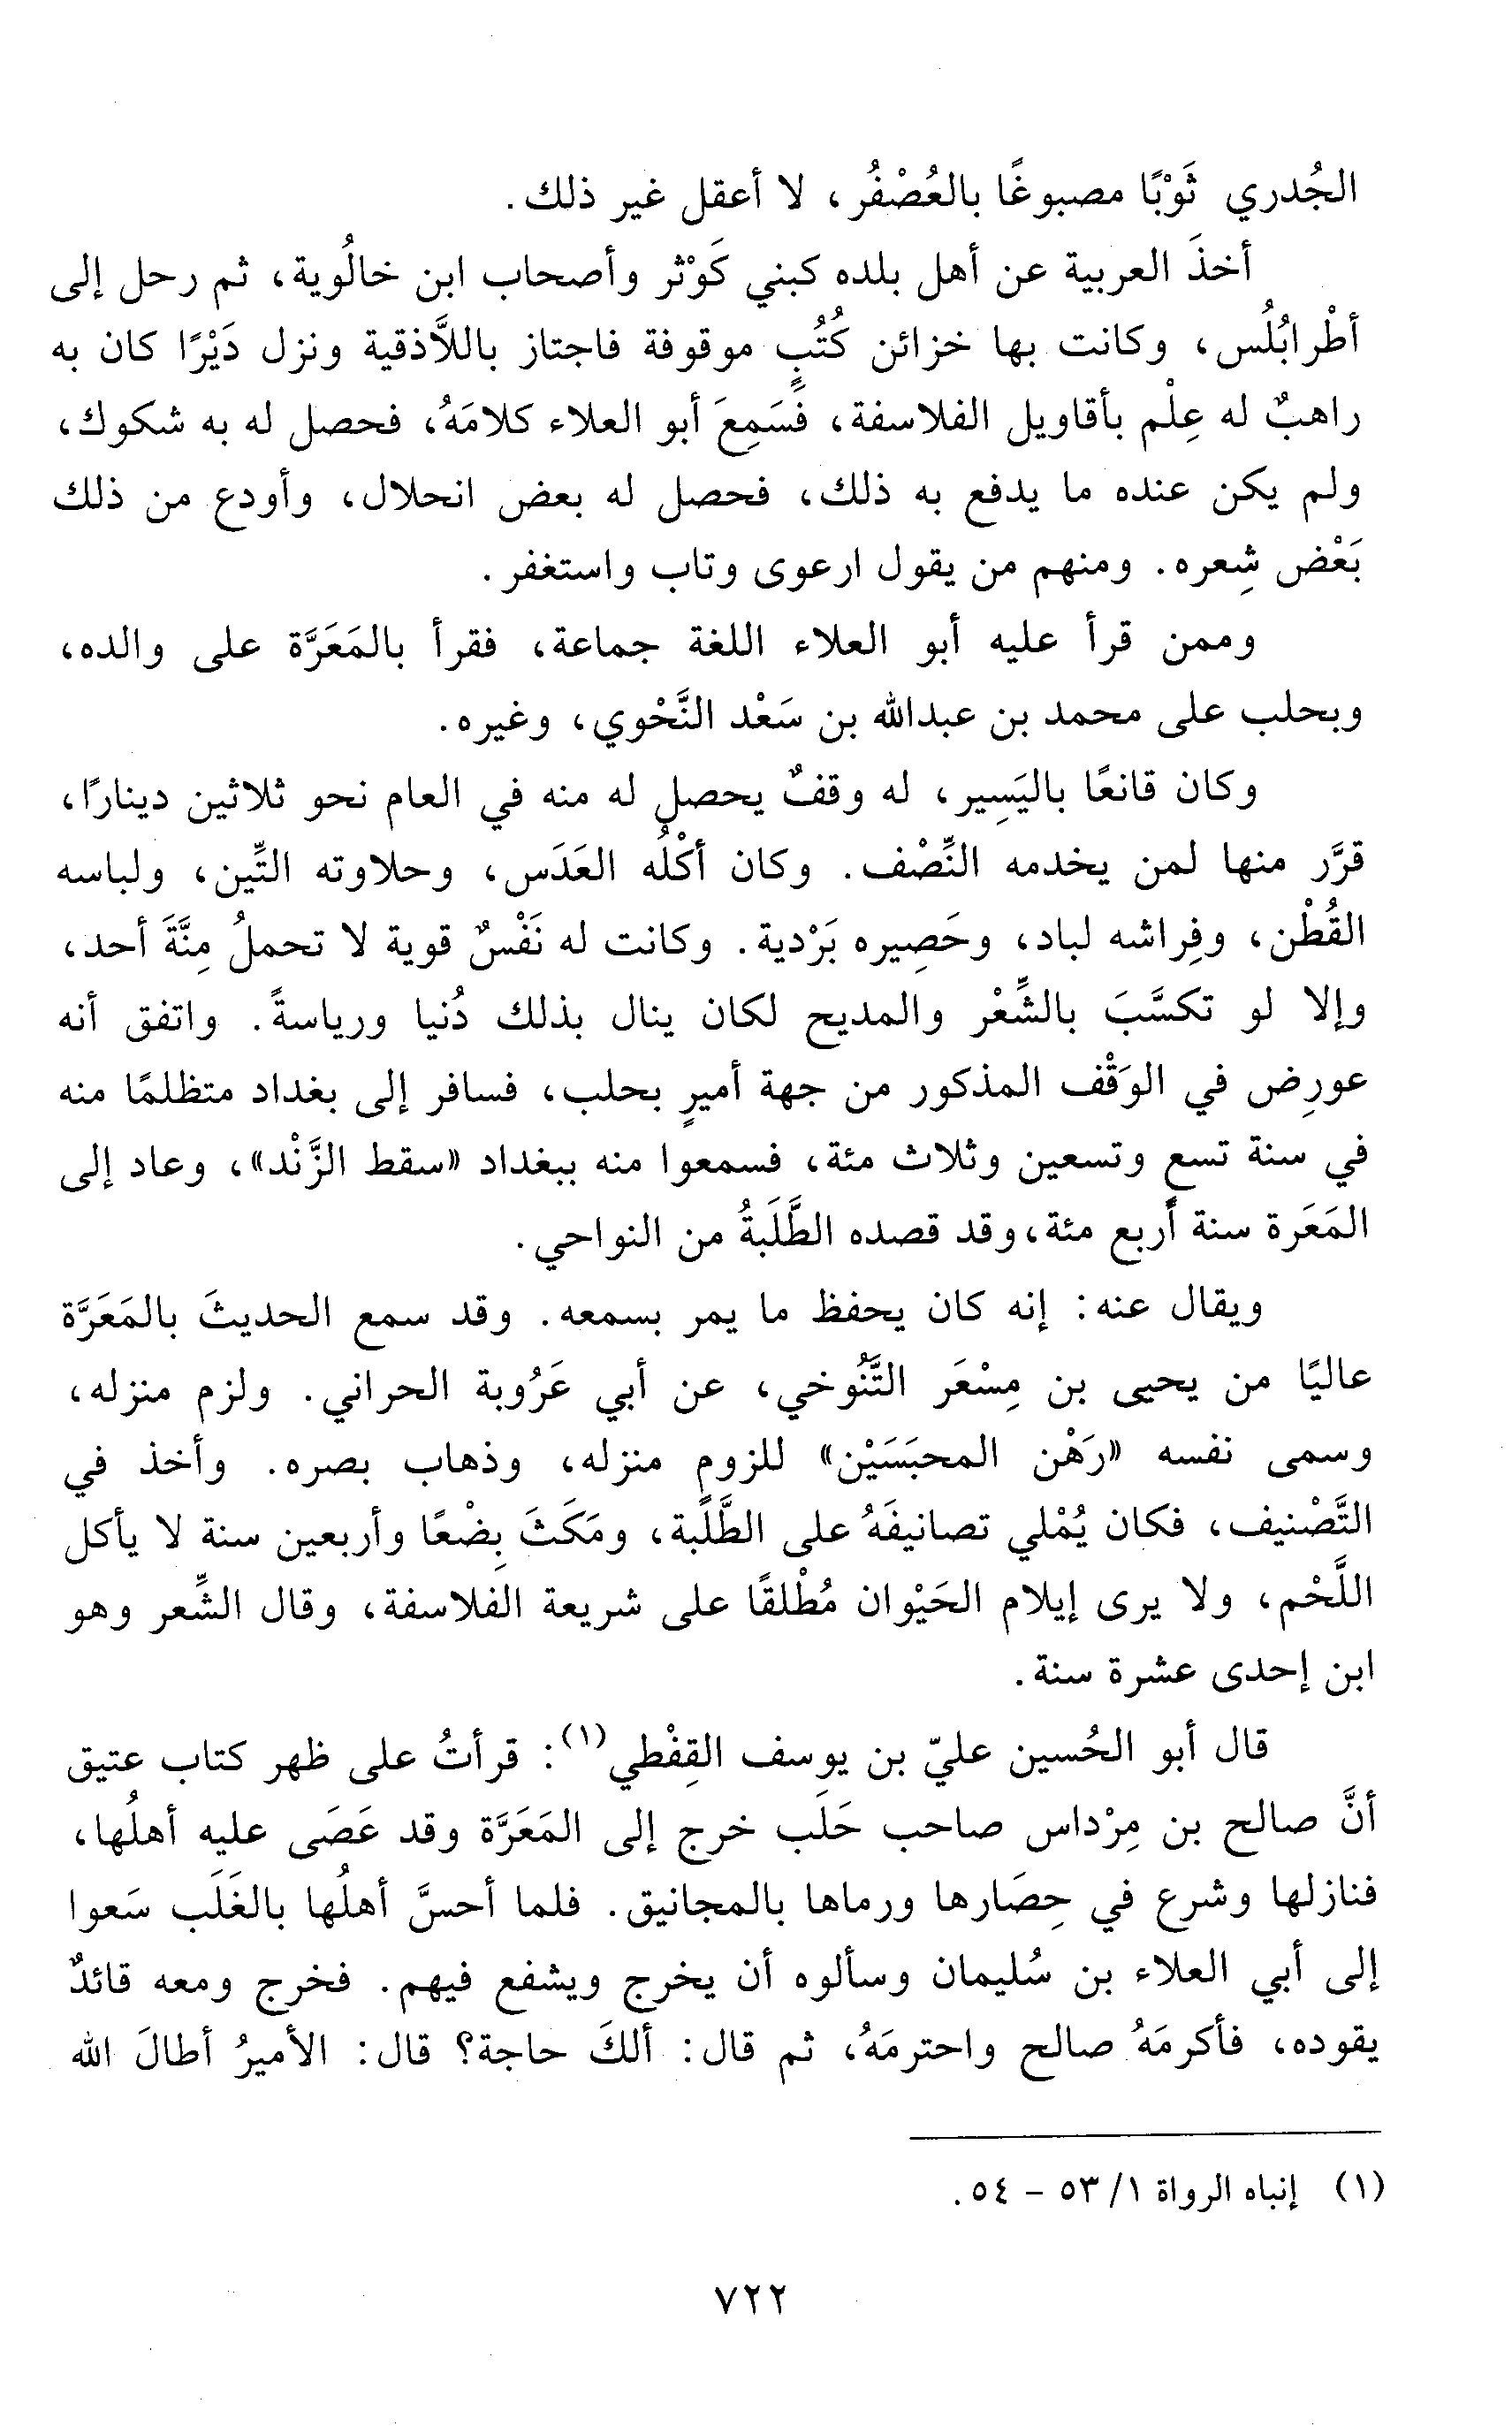 الجُدري ثَوْبًا مصبوغًا بالعُصْفُر، لا أعقل غير ذلك.
أخذَ العربية عن أهل بلده كبني كَوْثر وأصحاب ابن خالُوية، ثم رحل إلى
أطْرابُلُس، وكانت بها خزائن كُتُبٍ موقوفة فاجتاز باللاَّذقية ونزل دَيْرًا كان به
راهبٌ له عِلْم بأقاويل الفلاسفة، فَسَمِعَ أبو العلاء كلامَهُ، فحصل له به شكوك،
ولم يكن عنده ما يدفع به ذلك، فحصل له بعض انحلال، وأودع من ذلك
بَعْض شِعره. ومنهم من يقول ارعوى وتاب واستغفر.
وممن قرأ عليه أبو العلاء اللغة جماعة، فقرأ بالمَعَرَّة على والده،
وبحلب على محمد بن عبدالله بن سَعْد النَّحْوي، وغيره.
وكان قانعًا باليَسِير، له وقفٌ يحصل له منه في العام نحو ثلاثين دينارًا،
قرَّر منها لمن يخدمه النِّصْف. وكان أكْلُه العَدَس، وحلاوته التِّين، ولباسه
القُطْن، وفِراشه لباد، وحَصِيره بَرْدية. وكانت له نَفْسٌ قوية لا تحملُ مِنَّةَ أحد،
وإلا لو تكسَّبَ بالشِّعْر والمديح لكان ينال بذلك دُنيا ورياسةً. واتفق أنه
عورِض في الوَقْف المذكور من جهة أميرٍ بحلب، فسافر إلى بغداد متظلمًا منه
في سنة تسع وتسعين وثلاث مئة، فسمعوا منه ببغداد «سقط الزَّنْد»، وعاد إلى
المَعَرة سنة أربع مئة، وقد قصده الطَّلَبةُ من النواحي.
ويقال عنه: إنه كان يحفظ ما يمر بسمعه. وقد سمع الحديثَ بالمَعَرَّة
عاليًا من يحيى بن مِسْعَر التَّنُوخي، عن أبي عَرُوبة الحراني. ولزم منزله،
وسمى نفسه «رَهْن المحبَسَيْن» للزوم منزله، وذهاب بصره. وأخذ في
التَّصْنيف، فكان يُمْلي تصانيفَهُ على الطَّلَبة، ومَكَثَ بِضْعًا وأربعين سنة لا يأكل
اللَّحْم، ولا يرى إيلام الحَيْوان مُطْلقًا على شريعة الفلاسفة، وقال الشِّعر وهو
ابن إحدى عشرة سنة.
قال أبو الحُسين عليّ بن يوسف القِفْطي(١): قرأتُ على ظهر كتاب عتيق
أنَّ صالح بن مِرْداس صاحب حَلَب خرج إلى المَعَرَّة وقد عَصَى عليه أهلُها،
فنازلها وشرع في حِصَارها ورماها بالمجانيق. فلما أحسَّ أهلُها بالغَلَب سَعوا
إلى أبي العلاء بن سُليمان وسألوه أن يخرج ويشفع فيهم. فخرج ومعه قائدٌ
يقوده، فأكرمَهُ صالح واحترمَهُ، ثم قال: ألكَ حاجة؟ قال: الأميرُ أطالَ الله
(١) إنباه الرواة ١/ ٥٣ - ٥٤.
٧٢٢